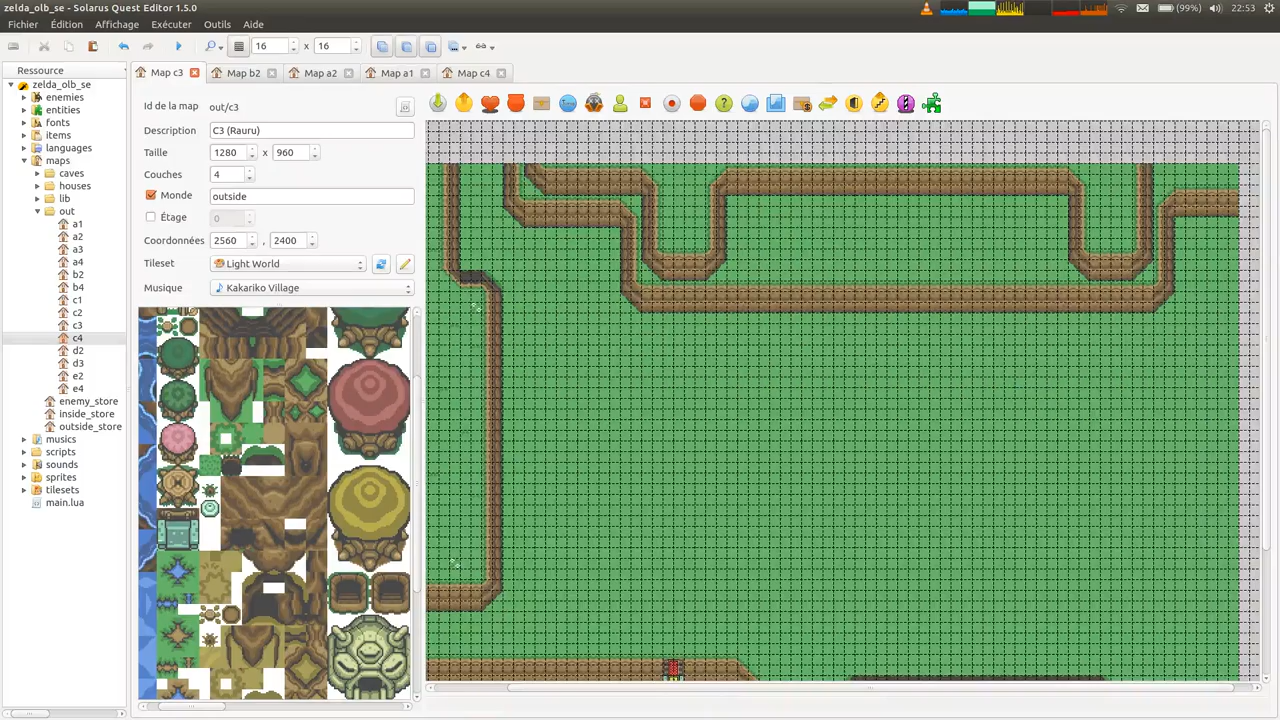 zelda_olb_se - Solarus Quest Editor 1.5.0
(99%) 22:53
Fichier Édition Affichage Exécuter Outils Aide
16 x 16
Ressource
zelda_olb_se
enemies
entities
fonts
items
languages
maps
caves
houses
lib
out
a1
a2
a3
a4
b2
b4
c1
c2
c3
c4
d2
d3
e2
e4
enemy_store
inside_store
outside_store
musics
scripts
sounds
sprites
tilesets
main.lua
Map c3 Map b2 Map a2 Map a1 Map c4
Id de la map out/c3
Description C3 (Rauru)
Taille 1280 x 960
Couches 4
Monde outside
Étage 0
Coordonnées 2560 , 2400
Tileset Light World
Musique Kakariko Village